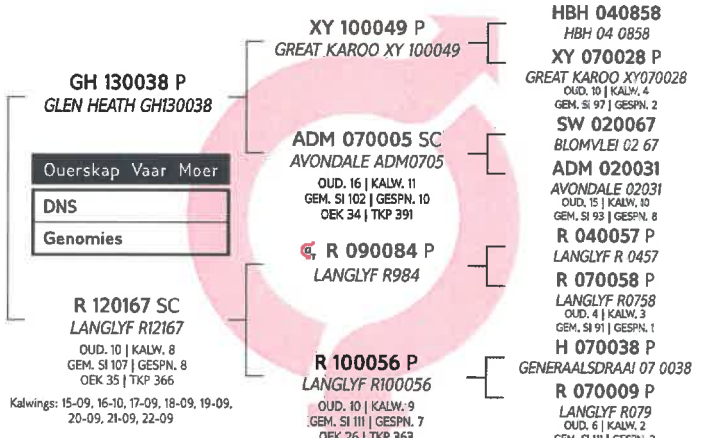 GH 130038 P
GLEN HEATH GH130038
Ouerskap Vaar Moer
DNS
Genomies
R 120167 SC
LANGLYF R12167
OUD. 10 | KALW. 8
GEM. SI 107 | GESPN. 8
OEK 35 | TKP 366
Kalwings: 15-09, 16-10, 17-09, 18-09, 19-09,
20-09, 21-09, 22-09
XY 100049 P
GREAT KAROO XY 100049
ADM 070005 SC
AVONDALE ADM0705
OUD. 16 | KALW. 11
GEM. SI 102 | GESPN. 10
OEK 34 | TKP 391
R 090084 P
LANGLYF R984
R 100056 P
LANGLYF R100056
OUD. 10 | KALW. 9
GEM. SI 111 | GESPN. 7
OEK 26 | TKP 363
HBH 040858
HBH 04 0858
XY 070028 P
GREAT KAROO XY070028
OUD. 10 | KALW. 4
GEM. SI 97 | GESPN. 2
SW 020067
BLOMVLEI 02 67
ADM 020031
AVONDALE 02031
OUD. 15 | KALW. 10
GEM. SI 93 | GESPN. 8
R 040057 P
LANGLYF R 0457
R 070058 P
LANGLYF R0758
OUD. 4 | KALW. 3
GEM. SI 91 | GESPN. 1
H 070038 P
GENERAALSDRAAI 07 0038
R 070009 P
LANGLYF R079
OUD. 6 | KALW. 2